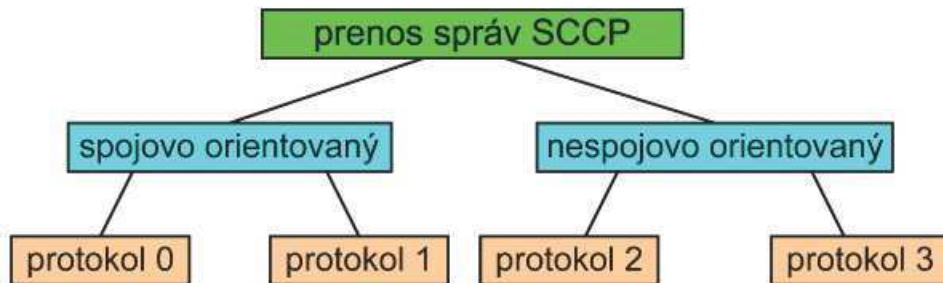 prenos správ SCCP
spojovo orientovaný
nespojovo orientovaný
protokol 0
protokol 1
protokol 2
protokol 3